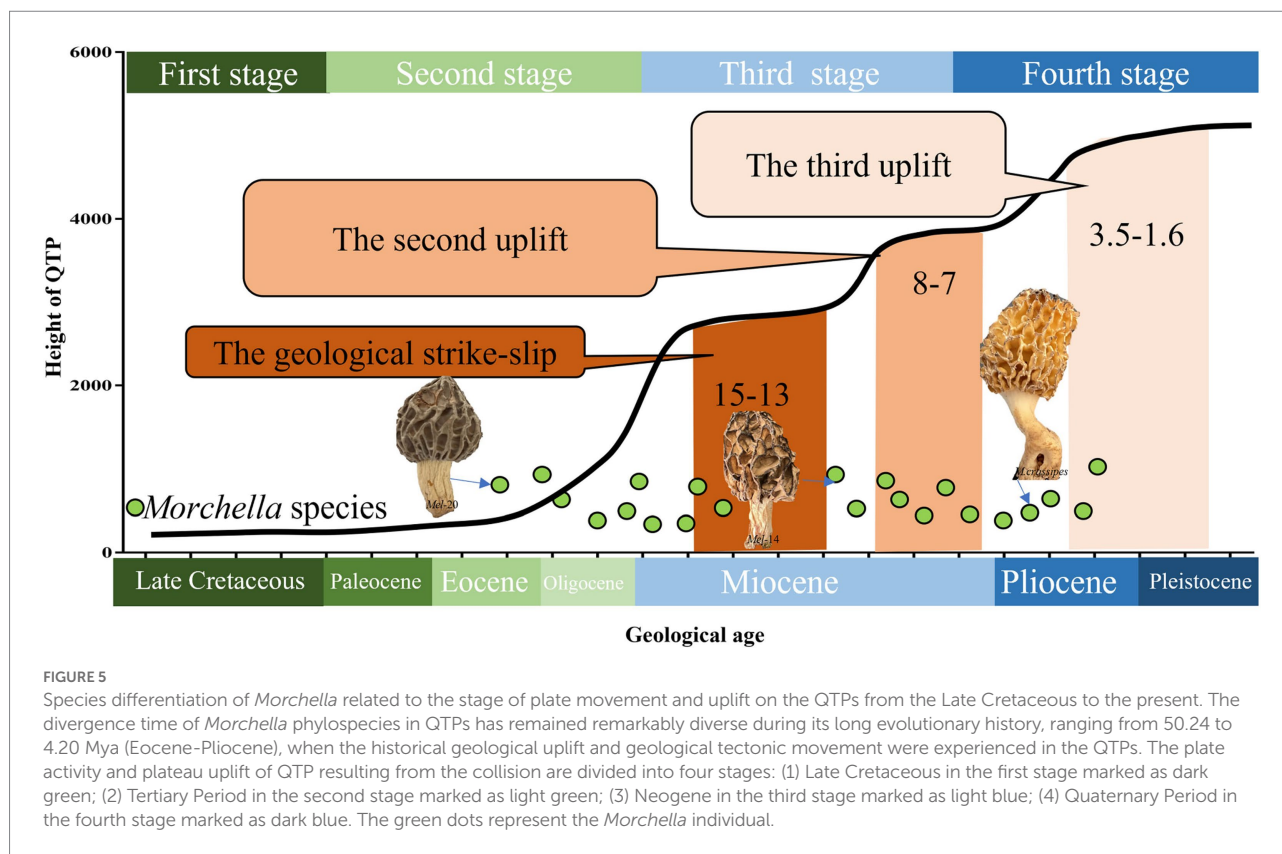 6000
First stage
Second stage
Third stage
Fourth stage
The third uplift
4000
The second uplift
3.5-1.6
8-7
Height of QTP
The geological strike-slip
2000
15-13
Mel-20
M.crassipes
Morchella species
Mel-14
0
Late Cretaceous
Paleocene
Eocene
Oligocene
Miocene
Pliocene
Pleistocene
Geological age
FIGURE 5
Species differentiation of Morchella related to the stage of plate movement and uplift on the QTPs from the Late Cretaceous to the present. The
divergence time of Morchella phylospecies in QTPs has remained remarkably diverse during its long evolutionary history, ranging from 50.24 to
4.20 Mya (Eocene-Pliocene), when the historical geological uplift and geological tectonic movement were experienced in the QTPs. The plate
activity and plateau uplift of QTP resulting from the collision are divided into four stages: (1) Late Cretaceous in the first stage marked as dark
green; (2) Tertiary Period in the second stage marked as light green; (3) Neogene in the third stage marked as light blue; (4) Quaternary Period in
the fourth stage marked as dark blue. The green dots represent the Morchella individual.